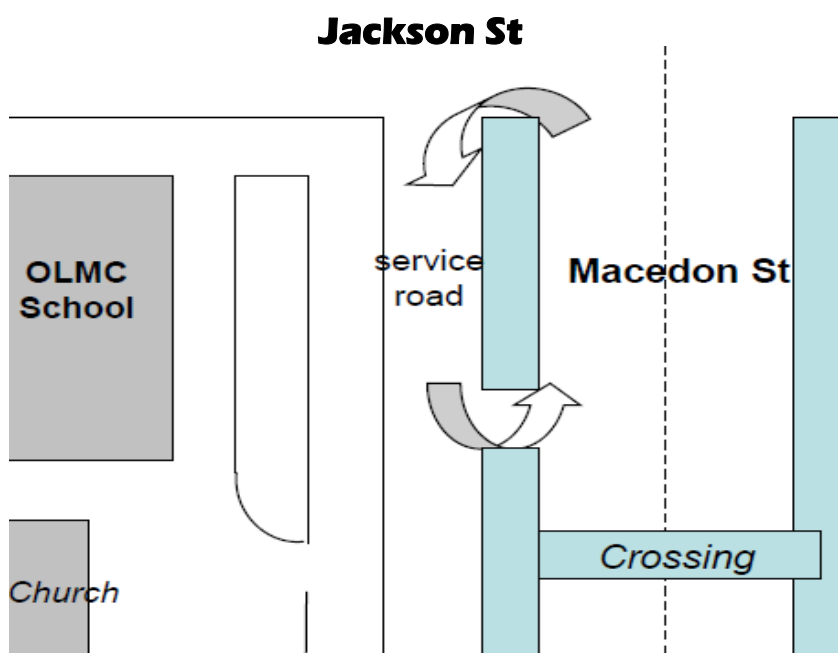 Jackson St
OLMC
School
service
road
Macedon St
Crossing
Church